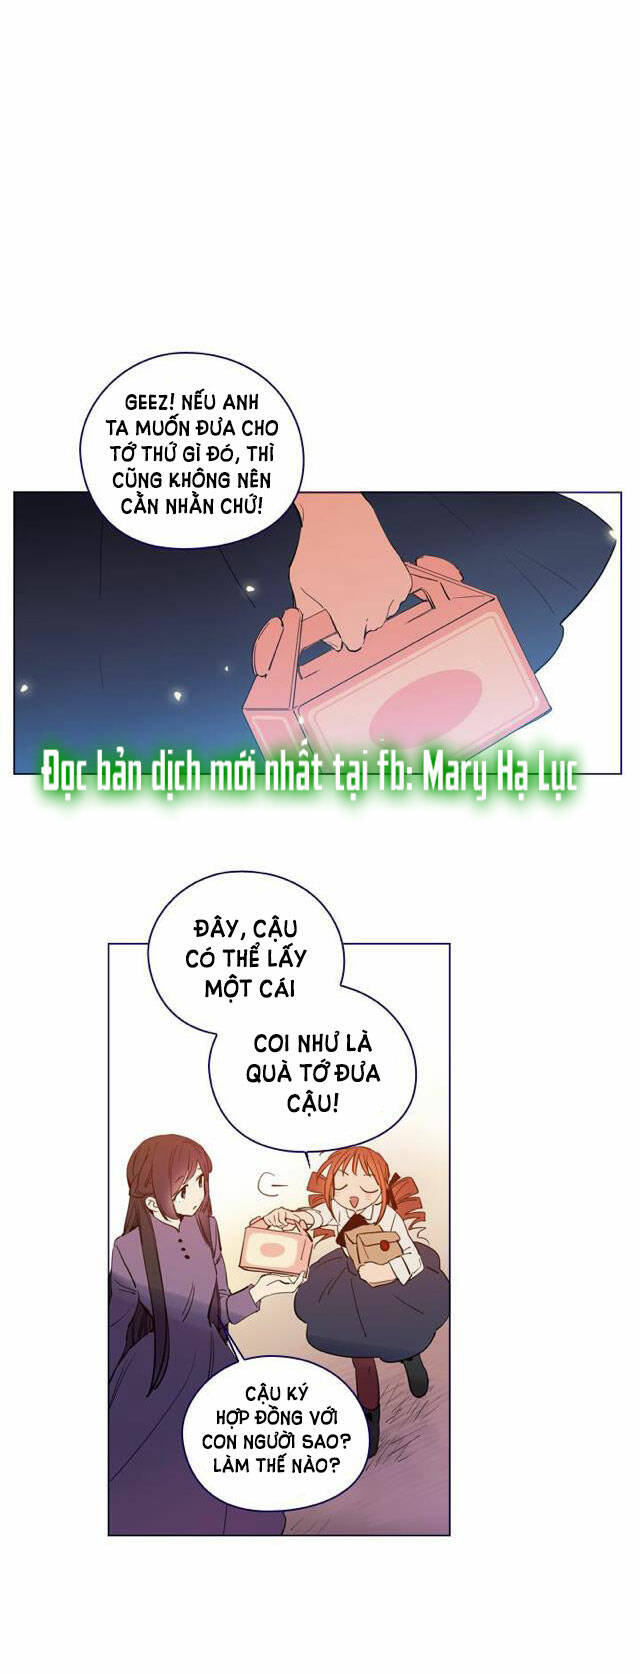 GEEZ! NẾU ANH
TA MUỐN ĐƯA CHO
TỚ THỨ GÌ ĐÓ, THÌ
CŨNG KHÔNG NÊN
CẰN NHẰN CHỨ!
Đọc bản dịch mới nhất tại fb: Mary Hạ Lục
ĐÂY, CẬU
CÓ THỂ LẤY
MỘT CÁI
COI NHƯ LÀ
QUÀ TỚ ĐƯA
CẬU!
CẬU KÝ
HỢP ĐỒNG VỚI
CON NGƯỜI SAO?
LÀM THẾ NÀO?